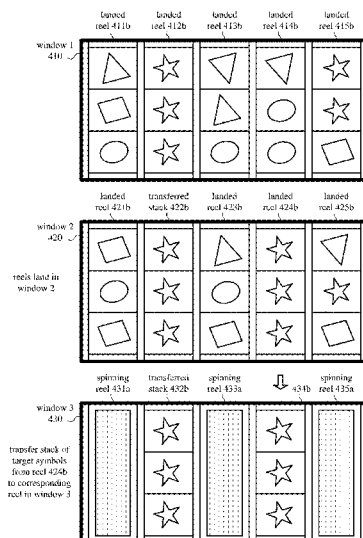 landed reel 411b
landed reel 412b
landed reel 413b
landed reel 414b
landed reel 415b
window 1
410
landed reel 421b
transferred stack 422b
landed reel 423b
landed reel 424b
landed reel 425b
window 2
420
reels land in
window 2
spinning reel 431a
transferred stack 432b
spinning reel 433a
434b
spinning reel 435a
window 3
430
transfer stack of
target symbols
from reel 424b
to corresponding
reel in window 3